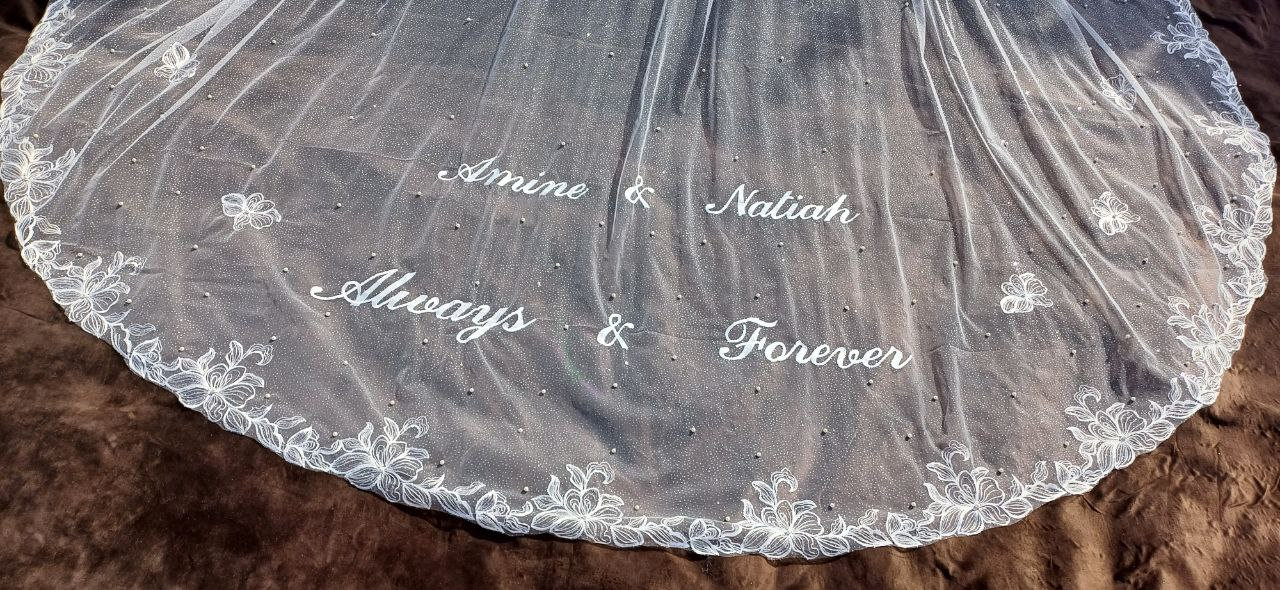 Amine & Natiah
Always & Forever